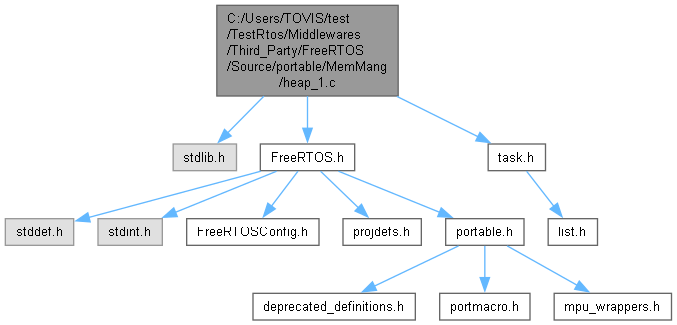 C:/Users/TOVIS/test
/TestRtos/Middlewares
/Third_Party/FreeRTOS
/Source/portable/MemMang
/heap_1.c
stdlib.h
FreeRTOS.h
task.h
stddef.h
stdint.h
FreeRTOSConfig.h
projdefs.h
portable.h
list.h
deprecated_definitions.h
portmacro.h
mpu_wrappers.h